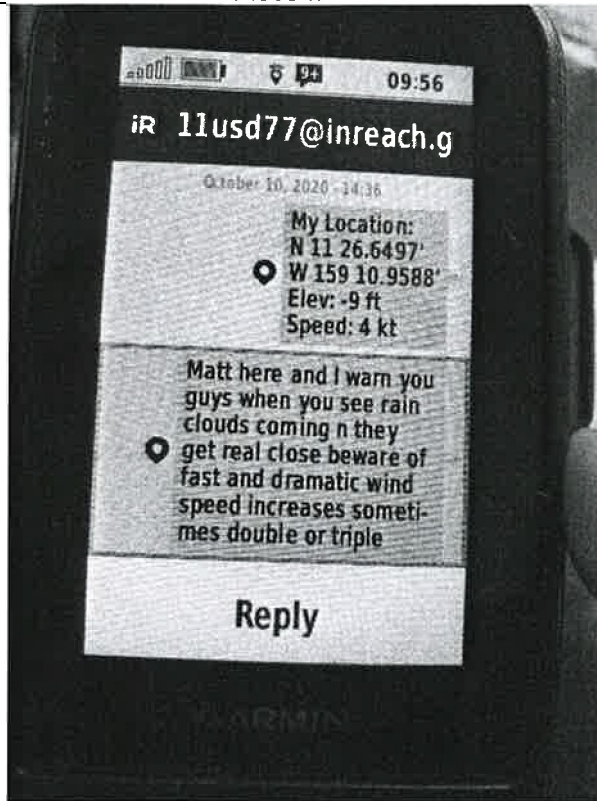 9+
09:56
iR 11usd77@inreach.g
October 10, 2020 - 14:36
My Location:
N 11 26.6497'
W 159 10.9588'
Elev: -9 ft
Speed: 4 kt
Matt here and I warn you
guys when you see rain
clouds coming n they
get real close beware of
fast and dramatic wind
speed increases someti-
mes double or triple
Reply
GARMIN